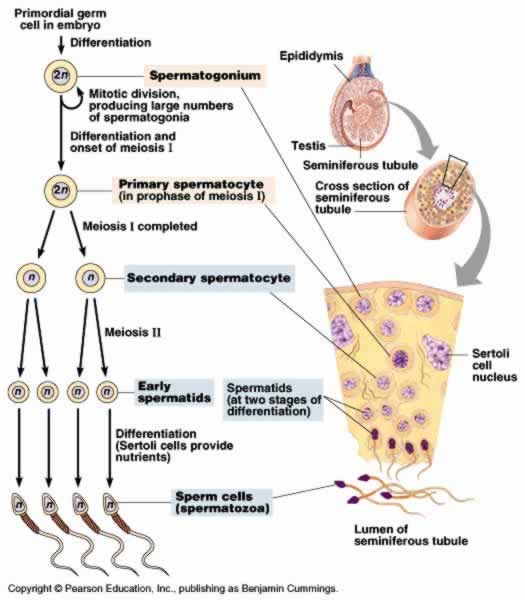 Primordial germ
cell in embryo
Differentiation
2n
Spermatogonium
Mitotic division,
producing large numbers
of spermatogonia
Differentiation and
onset of meiosis I
2n
Primary spermatocyte
(in prophase of meiosis I)
Meiosis I completed
n
n
Secondary spermatocyte
Meiosis II
n
n
n
n
Early
spermatids
Differentiation
(Sertoli cells provide
nutrients)
n
n
n
n
Sperm cells
(spermatozoa)
Epididymis
Testis
Seminiferous tubule
Cross section of
seminiferous
tubule
Sertoli
cell
nucleus
Spermatids
(at two stages of
differentiation)
Lumen of
seminiferous tubule
Copyright © Pearson Education, Inc., publishing as Benjamin Cummings.